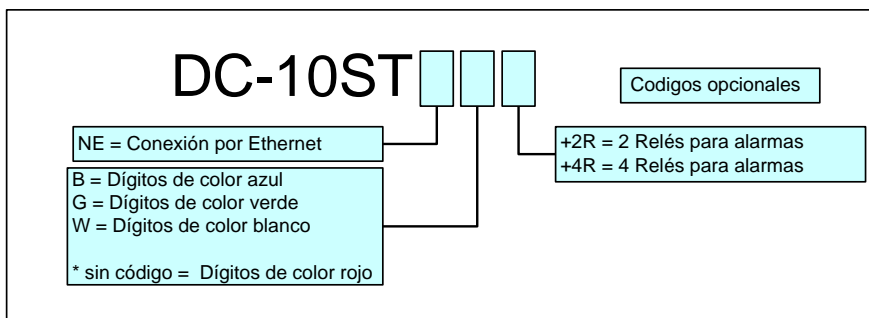 DC-10ST
Codigos opcionales
NE = Conexión por Ethernet
+2R = 2 Relés para alarmas
+4R = 4 Relés para alarmas
B = Dígitos de color azul
G = Dígitos de color verde
W = Dígitos de color blanco
* sin código = Dígitos de color rojo